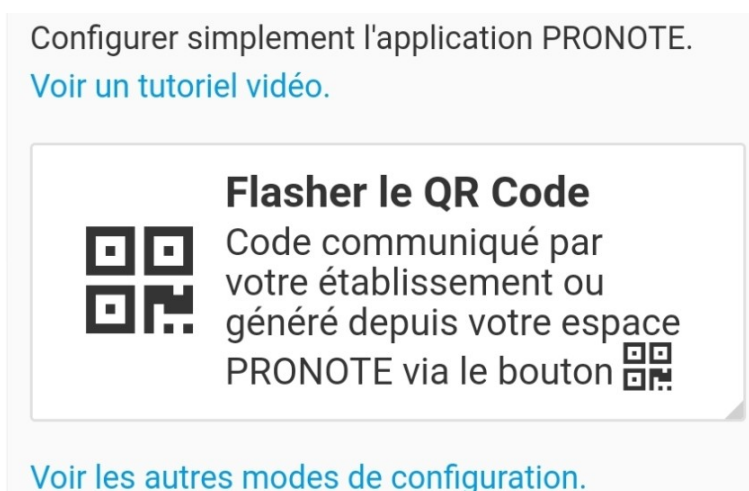 Configurer simplement l'application PRONOTE.
Voir un tutoriel vidéo.
Flasher le QR Code
Code communiqué par
votre établissement ou
généré depuis votre espace
PRONOTE via le bouton
Voir les autres modes de configuration.